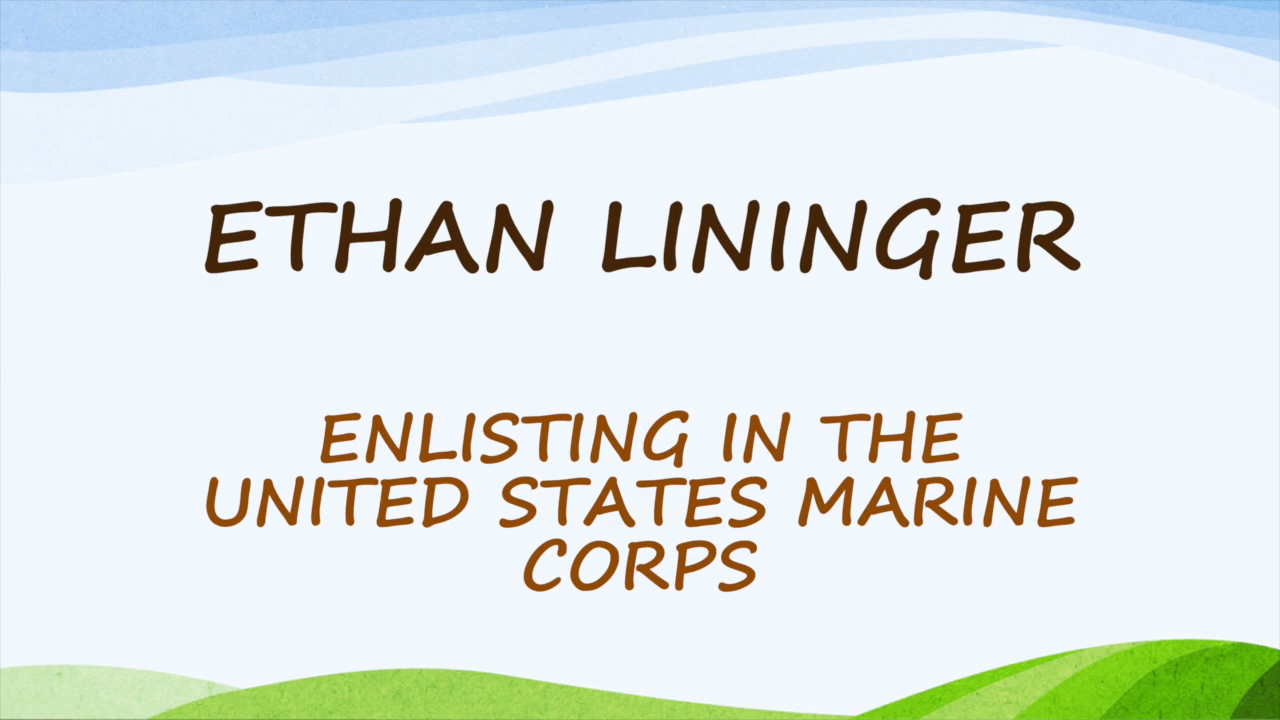 ETHAN LININGER
ENLISTING IN THE
UNITED STATES MARINE
CORPS